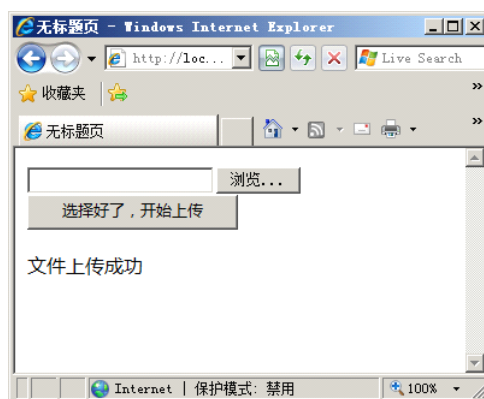 无标题页 - Windows Internet Explorer
http://loc... Live Search
收藏夹 »
无标题页 »
浏览...
选择好了，开始上传
文件上传成功
Internet | 保护模式: 禁用 100%